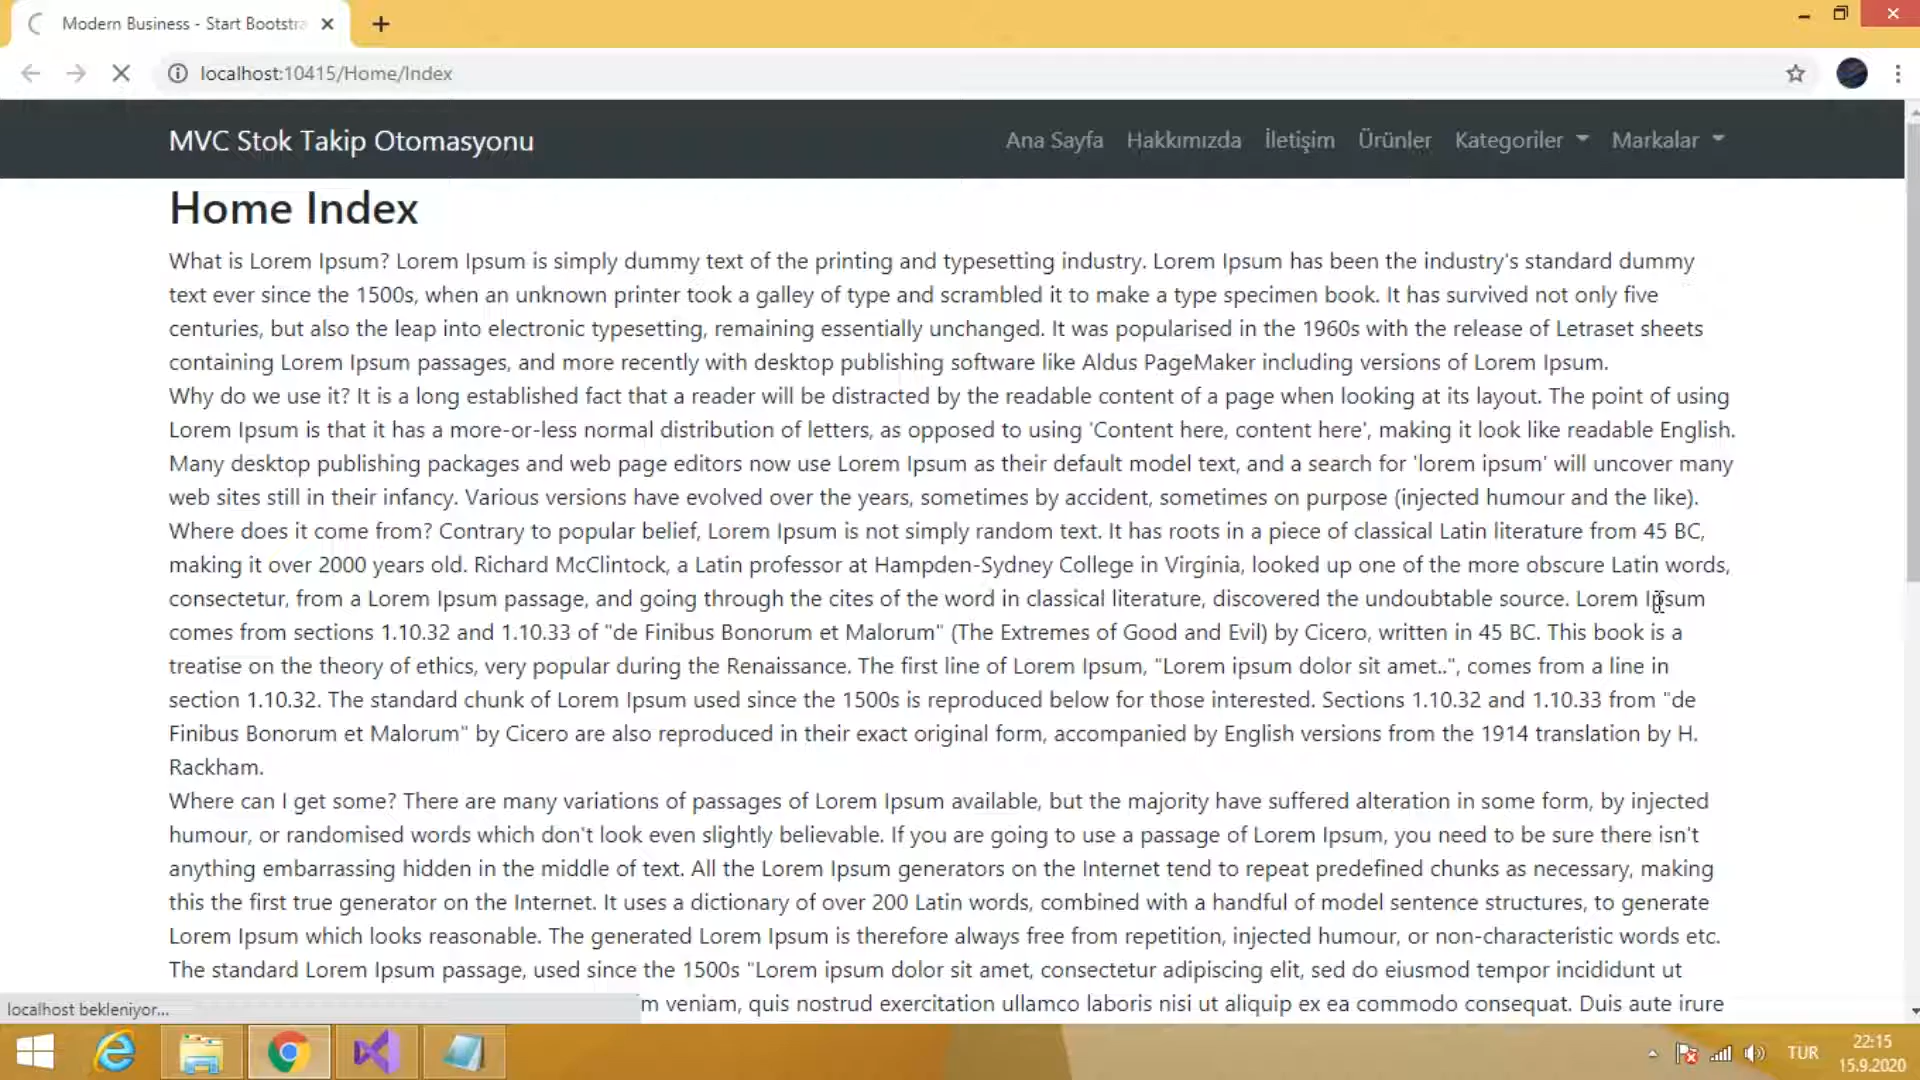 Modern Business - Start Bootstra
localhost:10415/Home/Index
MVC Stok Takip Otomasyonu
Ana Sayfa Hakkımızda İletişim Ürünler Kategoriler Markalar
Home Index
What is Lorem Ipsum? Lorem Ipsum is simply dummy text of the printing and typesetting industry. Lorem Ipsum has been the industry's standard dummy
text ever since the 1500s, when an unknown printer took a galley of type and scrambled it to make a type specimen book. It has survived not only five
centuries, but also the leap into electronic typesetting, remaining essentially unchanged. It was popularised in the 1960s with the release of Letraset sheets
containing Lorem Ipsum passages, and more recently with desktop publishing software like Aldus PageMaker including versions of Lorem Ipsum.
Why do we use it? It is a long established fact that a reader will be distracted by the readable content of a page when looking at its layout. The point of using
Lorem Ipsum is that it has a more-or-less normal distribution of letters, as opposed to using 'Content here, content here', making it look like readable English.
Many desktop publishing packages and web page editors now use Lorem Ipsum as their default model text, and a search for 'lorem ipsum' will uncover many
web sites still in their infancy. Various versions have evolved over the years, sometimes by accident, sometimes on purpose (injected humour and the like).
Where does it come from? Contrary to popular belief, Lorem Ipsum is not simply random text. It has roots in a piece of classical Latin literature from 45 BC,
making it over 2000 years old. Richard McClintock, a Latin professor at Hampden-Sydney College in Virginia, looked up one of the more obscure Latin words,
consectetur, from a Lorem Ipsum passage, and going through the cites of the word in classical literature, discovered the undoubtable source. Lorem Ipsum
comes from sections 1.10.32 and 1.10.33 of "de Finibus Bonorum et Malorum" (The Extremes of Good and Evil) by Cicero, written in 45 BC. This book is a
treatise on the theory of ethics, very popular during the Renaissance. The first line of Lorem Ipsum, "Lorem ipsum dolor sit amet..", comes from a line in
section 1.10.32. The standard chunk of Lorem Ipsum used since the 1500s is reproduced below for those interested. Sections 1.10.32 and 1.10.33 from "de
Finibus Bonorum et Malorum" by Cicero are also reproduced in their exact original form, accompanied by English versions from the 1914 translation by H.
Rackham.
Where can I get some? There are many variations of passages of Lorem Ipsum available, but the majority have suffered alteration in some form, by injected
humour, or randomised words which don't look even slightly believable. If you are going to use a passage of Lorem Ipsum, you need to be sure there isn't
anything embarrassing hidden in the middle of text. All the Lorem Ipsum generators on the Internet tend to repeat predefined chunks as necessary, making
this the first true generator on the Internet. It uses a dictionary of over 200 Latin words, combined with a handful of model sentence structures, to generate
Lorem Ipsum which looks reasonable. The generated Lorem Ipsum is therefore always free from repetition, injected humour, or non-characteristic words etc.
The standard Lorem Ipsum passage, used since the 1500s "Lorem ipsum dolor sit amet, consectetur adipiscing elit, sed do eiusmod tempor incididunt ut
m veniam, quis nostrud exercitation ullamco laboris nisi ut aliquip ex ea commodo consequat. Duis aute irure
localhost bekleniyor...
TUR
22:15
15.9.2020